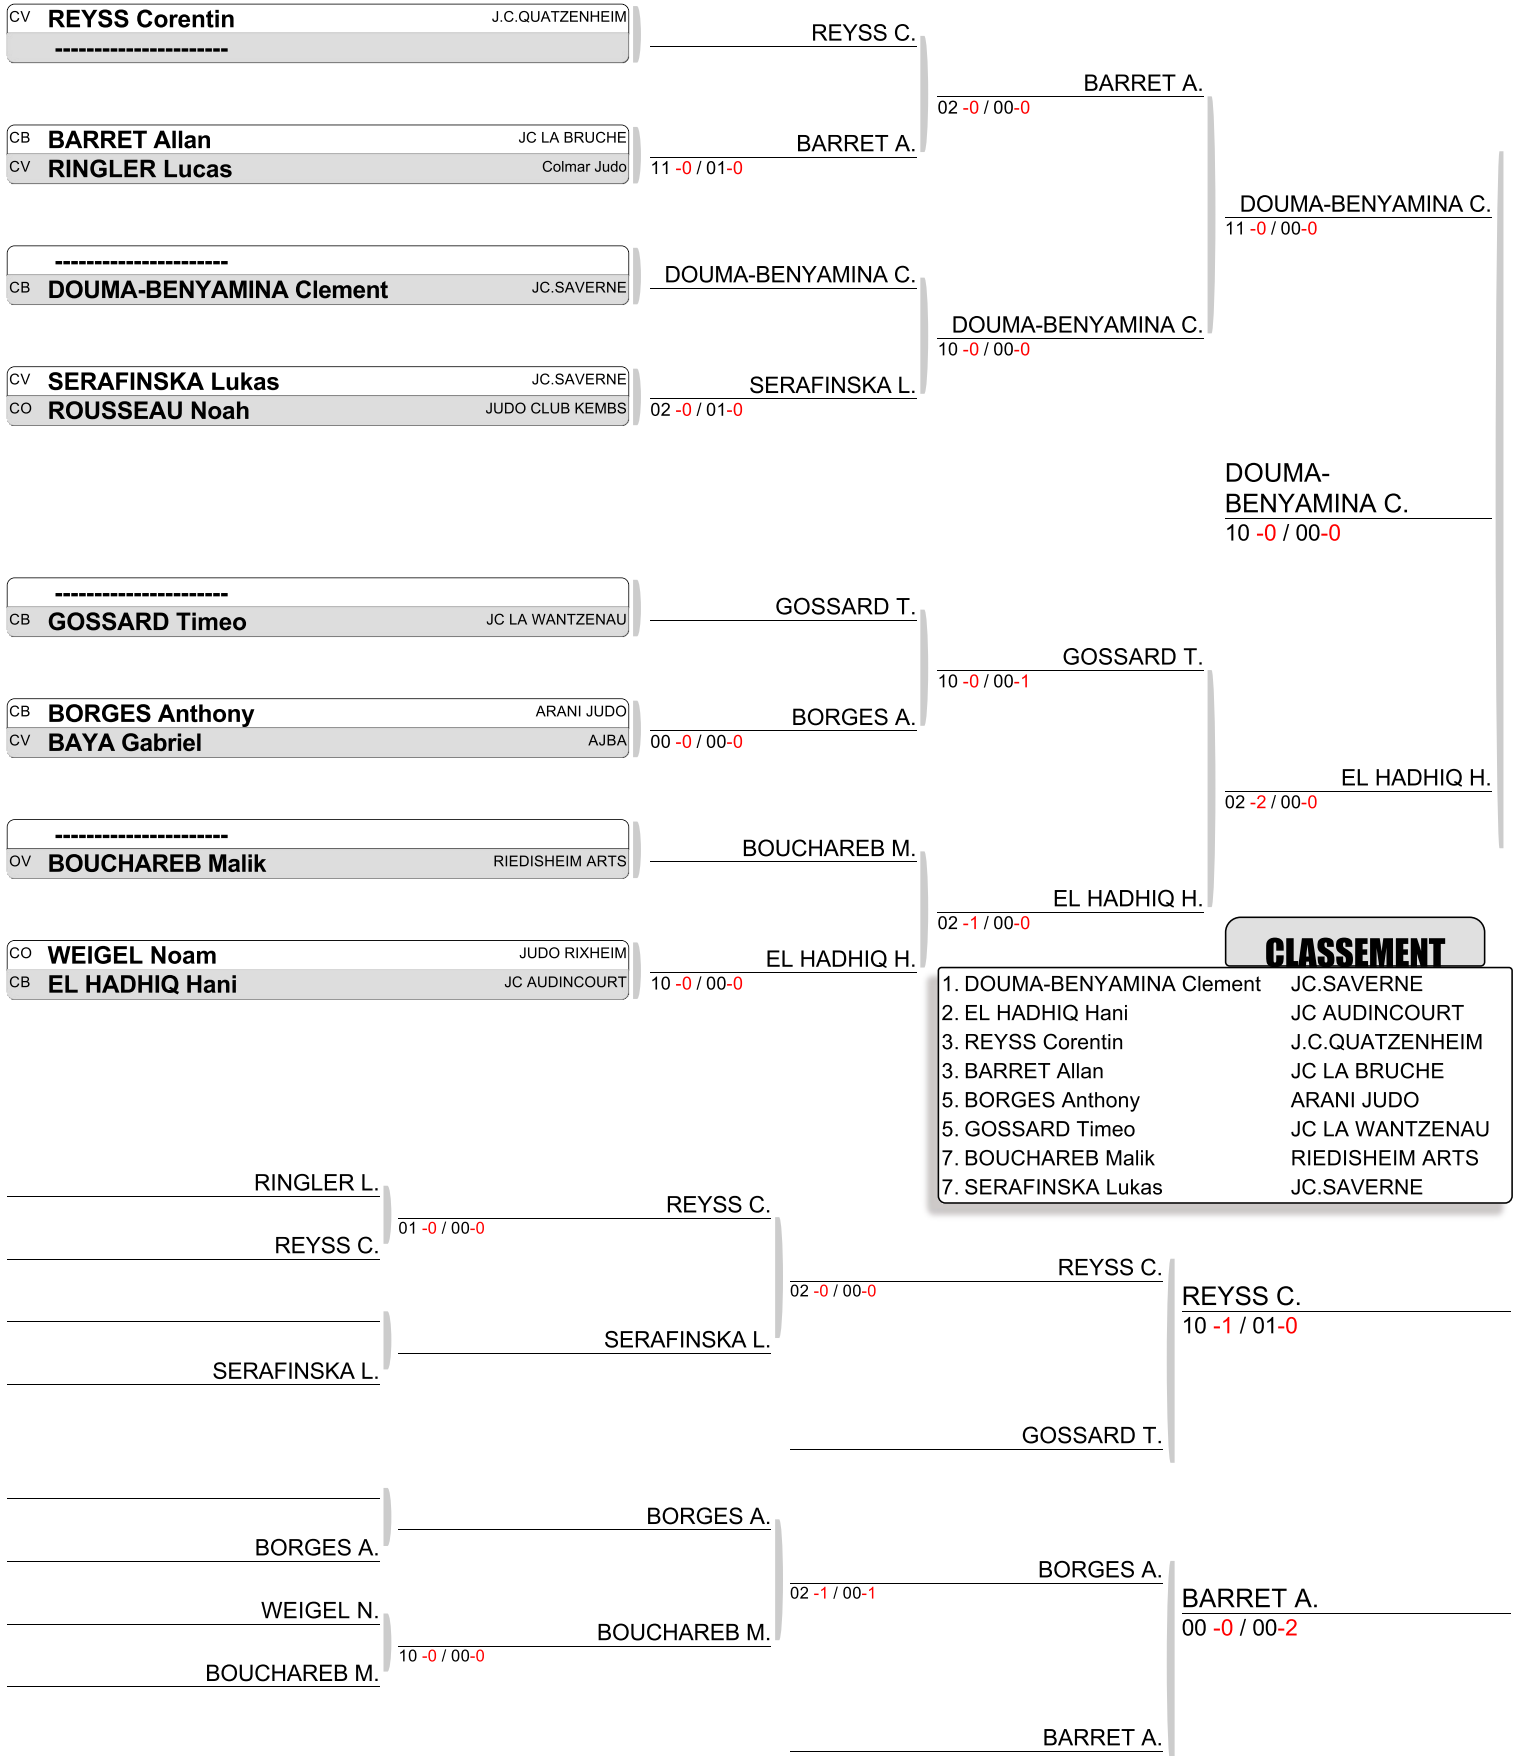 CV REYSS Corentin J.C.QUATZENHEIM
----------------------
REYSS C.
BARRET A.
02 -0 / 00-0
CB BARRET Allan JC LA BRUCHE
CV RINGLER Lucas Colmar Judo
BARRET A.
11 -0 / 01-0
DOUMA-BENYAMINA C.
11 -0 / 00-0
----------------------
CB DOUMA-BENYAMINA Clement JC.SAVERNE
DOUMA-BENYAMINA C.
DOUMA-BENYAMINA C.
10 -0 / 00-0
CV SERAFINSKA Lukas JC.SAVERNE
CO ROUSSEAU Noah JUDO CLUB KEMBS
SERAFINSKA L.
02 -0 / 01-0
DOUMA-
BENYAMINA C.
10 -0 / 00-0
----------------------
CB GOSSARD Timeo JC LA WANTZENAU
GOSSARD T.
GOSSARD T.
10 -0 / 00-1
CB BORGES Anthony ARANI JUDO
CV BAYA Gabriel AJBA
BORGES A.
00 -0 / 00-0
EL HADHIQ H.
02 -2 / 00-0
----------------------
OV BOUCHAREB Malik RIEDISHEIM ARTS
BOUCHAREB M.
EL HADHIQ H.
02 -1 / 00-0
CO WEIGEL Noam JUDO RIXHEIM
CB EL HADHIQ Hani JC AUDINCOURT
EL HADHIQ H.
10 -0 / 00-0
CLASSEMENT
1. DOUMA-BENYAMINA Clement JC.SAVERNE
2. EL HADHIQ Hani JC AUDINCOURT
3. REYSS Corentin J.C.QUATZENHEIM
3. BARRET Allan JC LA BRUCHE
5. BORGES Anthony ARANI JUDO
5. GOSSARD Timeo JC LA WANTZENAU
7. BOUCHAREB Malik RIEDISHEIM ARTS
7. SERAFINSKA Lukas JC.SAVERNE
RINGLER L.
REYSS C.
01 -0 / 00-0
REYSS C.
REYSS C.
02 -0 / 00-0
REYSS C.
10 -1 / 01-0
SERAFINSKA L.
SERAFINSKA L.
GOSSARD T.
BORGES A.
BORGES A.
BORGES A.
02 -1 / 00-1
BARRET A.
00 -0 / 00-2
WEIGEL N.
BOUCHAREB M.
10 -0 / 00-0
BOUCHAREB M.
BARRET A.